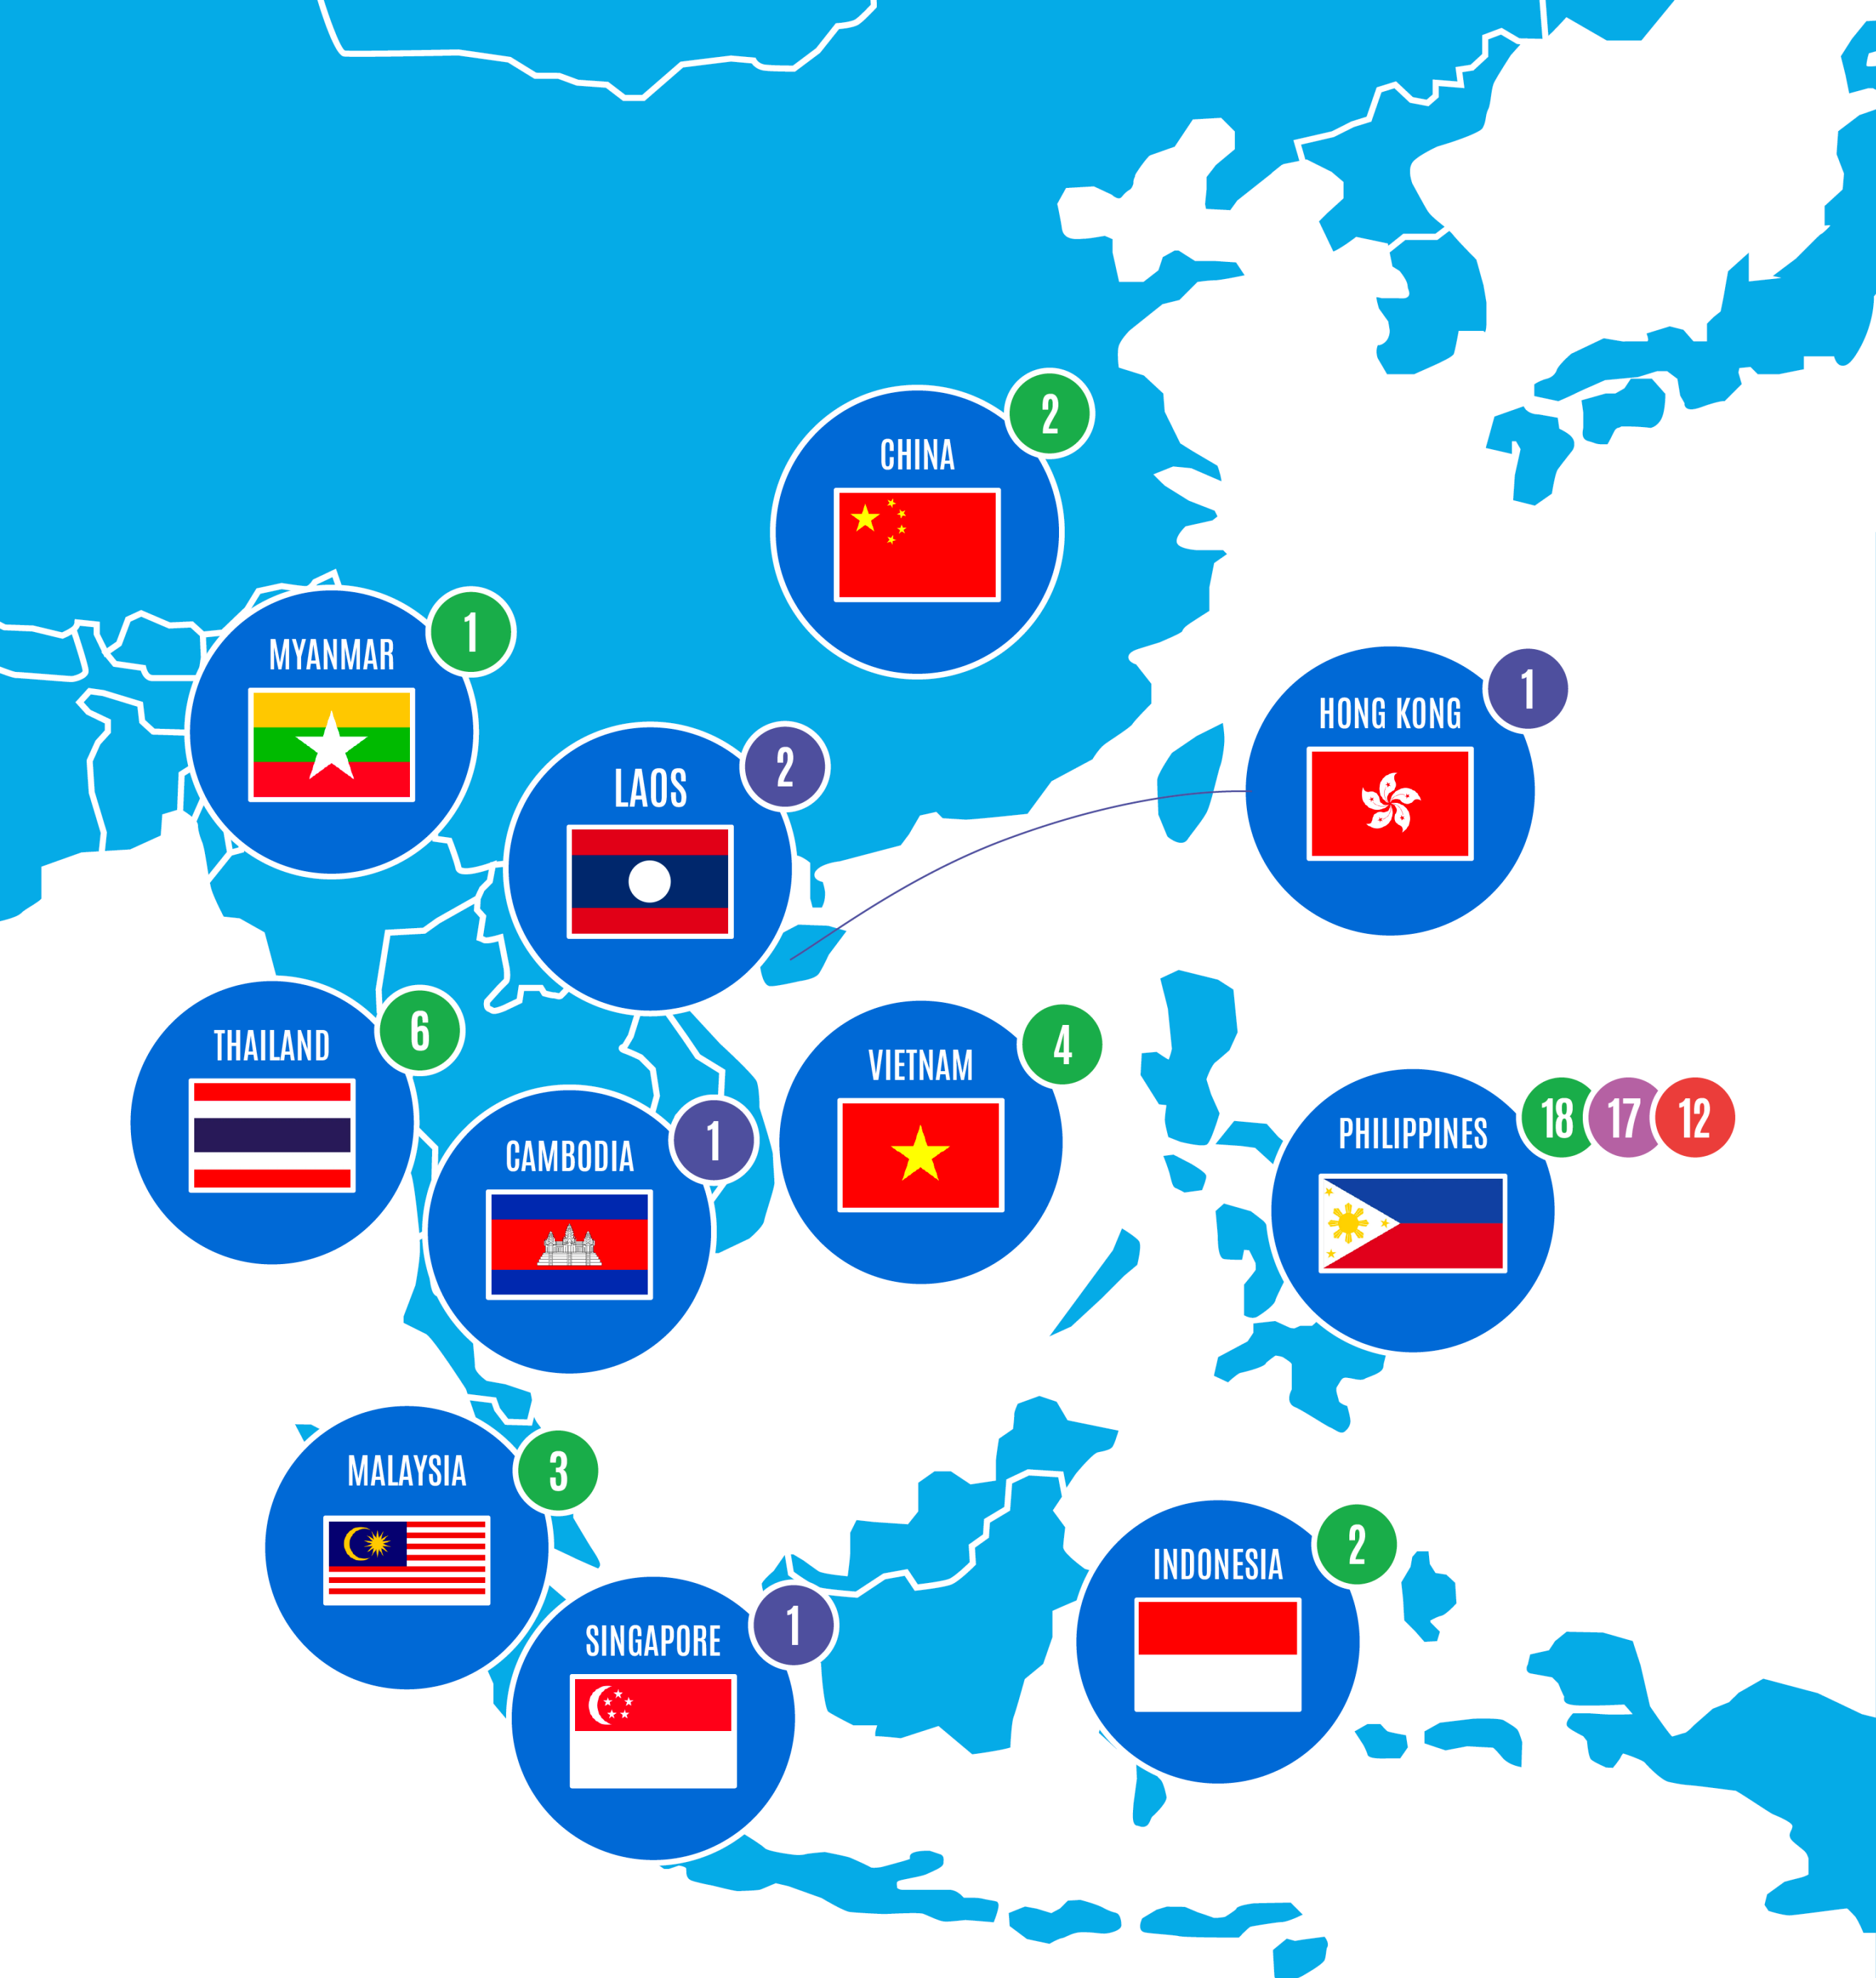 CHINA
2
MYANMAR
1
HONG KONG
1
LAOS
2
THAILAND
6
VIETNAM
4
CAMBODIA
1
PHILIPPINES
18 17 12
MALAYSIA
3
INDONESIA
2
SINGAPORE
1